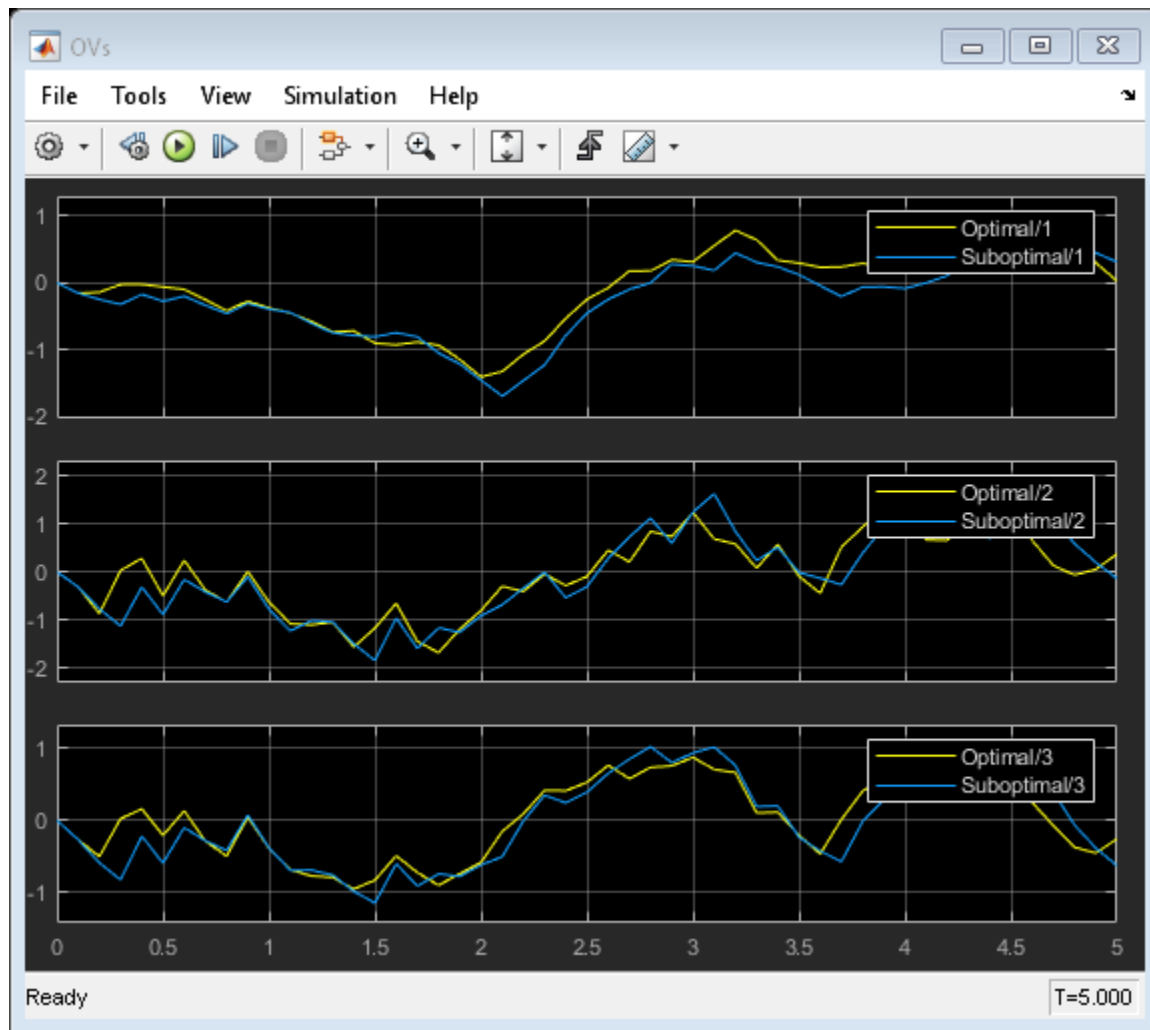 OVs
File Tools View Simulation Help
1
0
-1
-2
Optimal/1
Suboptimal/1
2
1
0
-1
-2
Optimal/2
Suboptimal/2
1
0
-1
Optimal/3
Suboptimal/3
0 0.5 1 1.5 2 2.5 3 3.5 4 4.5 5
Ready T=5.000